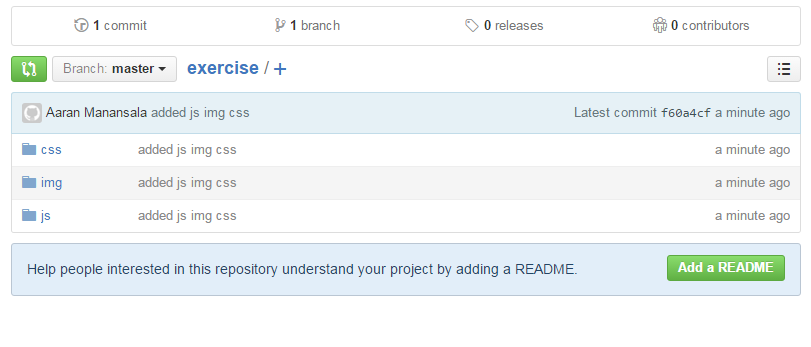 1 commit 1 branch 0 releases 0 contributors
Branch: master exercise / +
Aaran Manansala added js img css Latest commit f60a4cf a minute ago
css added js img css a minute ago
img added js img css a minute ago
js added js img css a minute ago
Help people interested in this repository understand your project by adding a README. Add a README